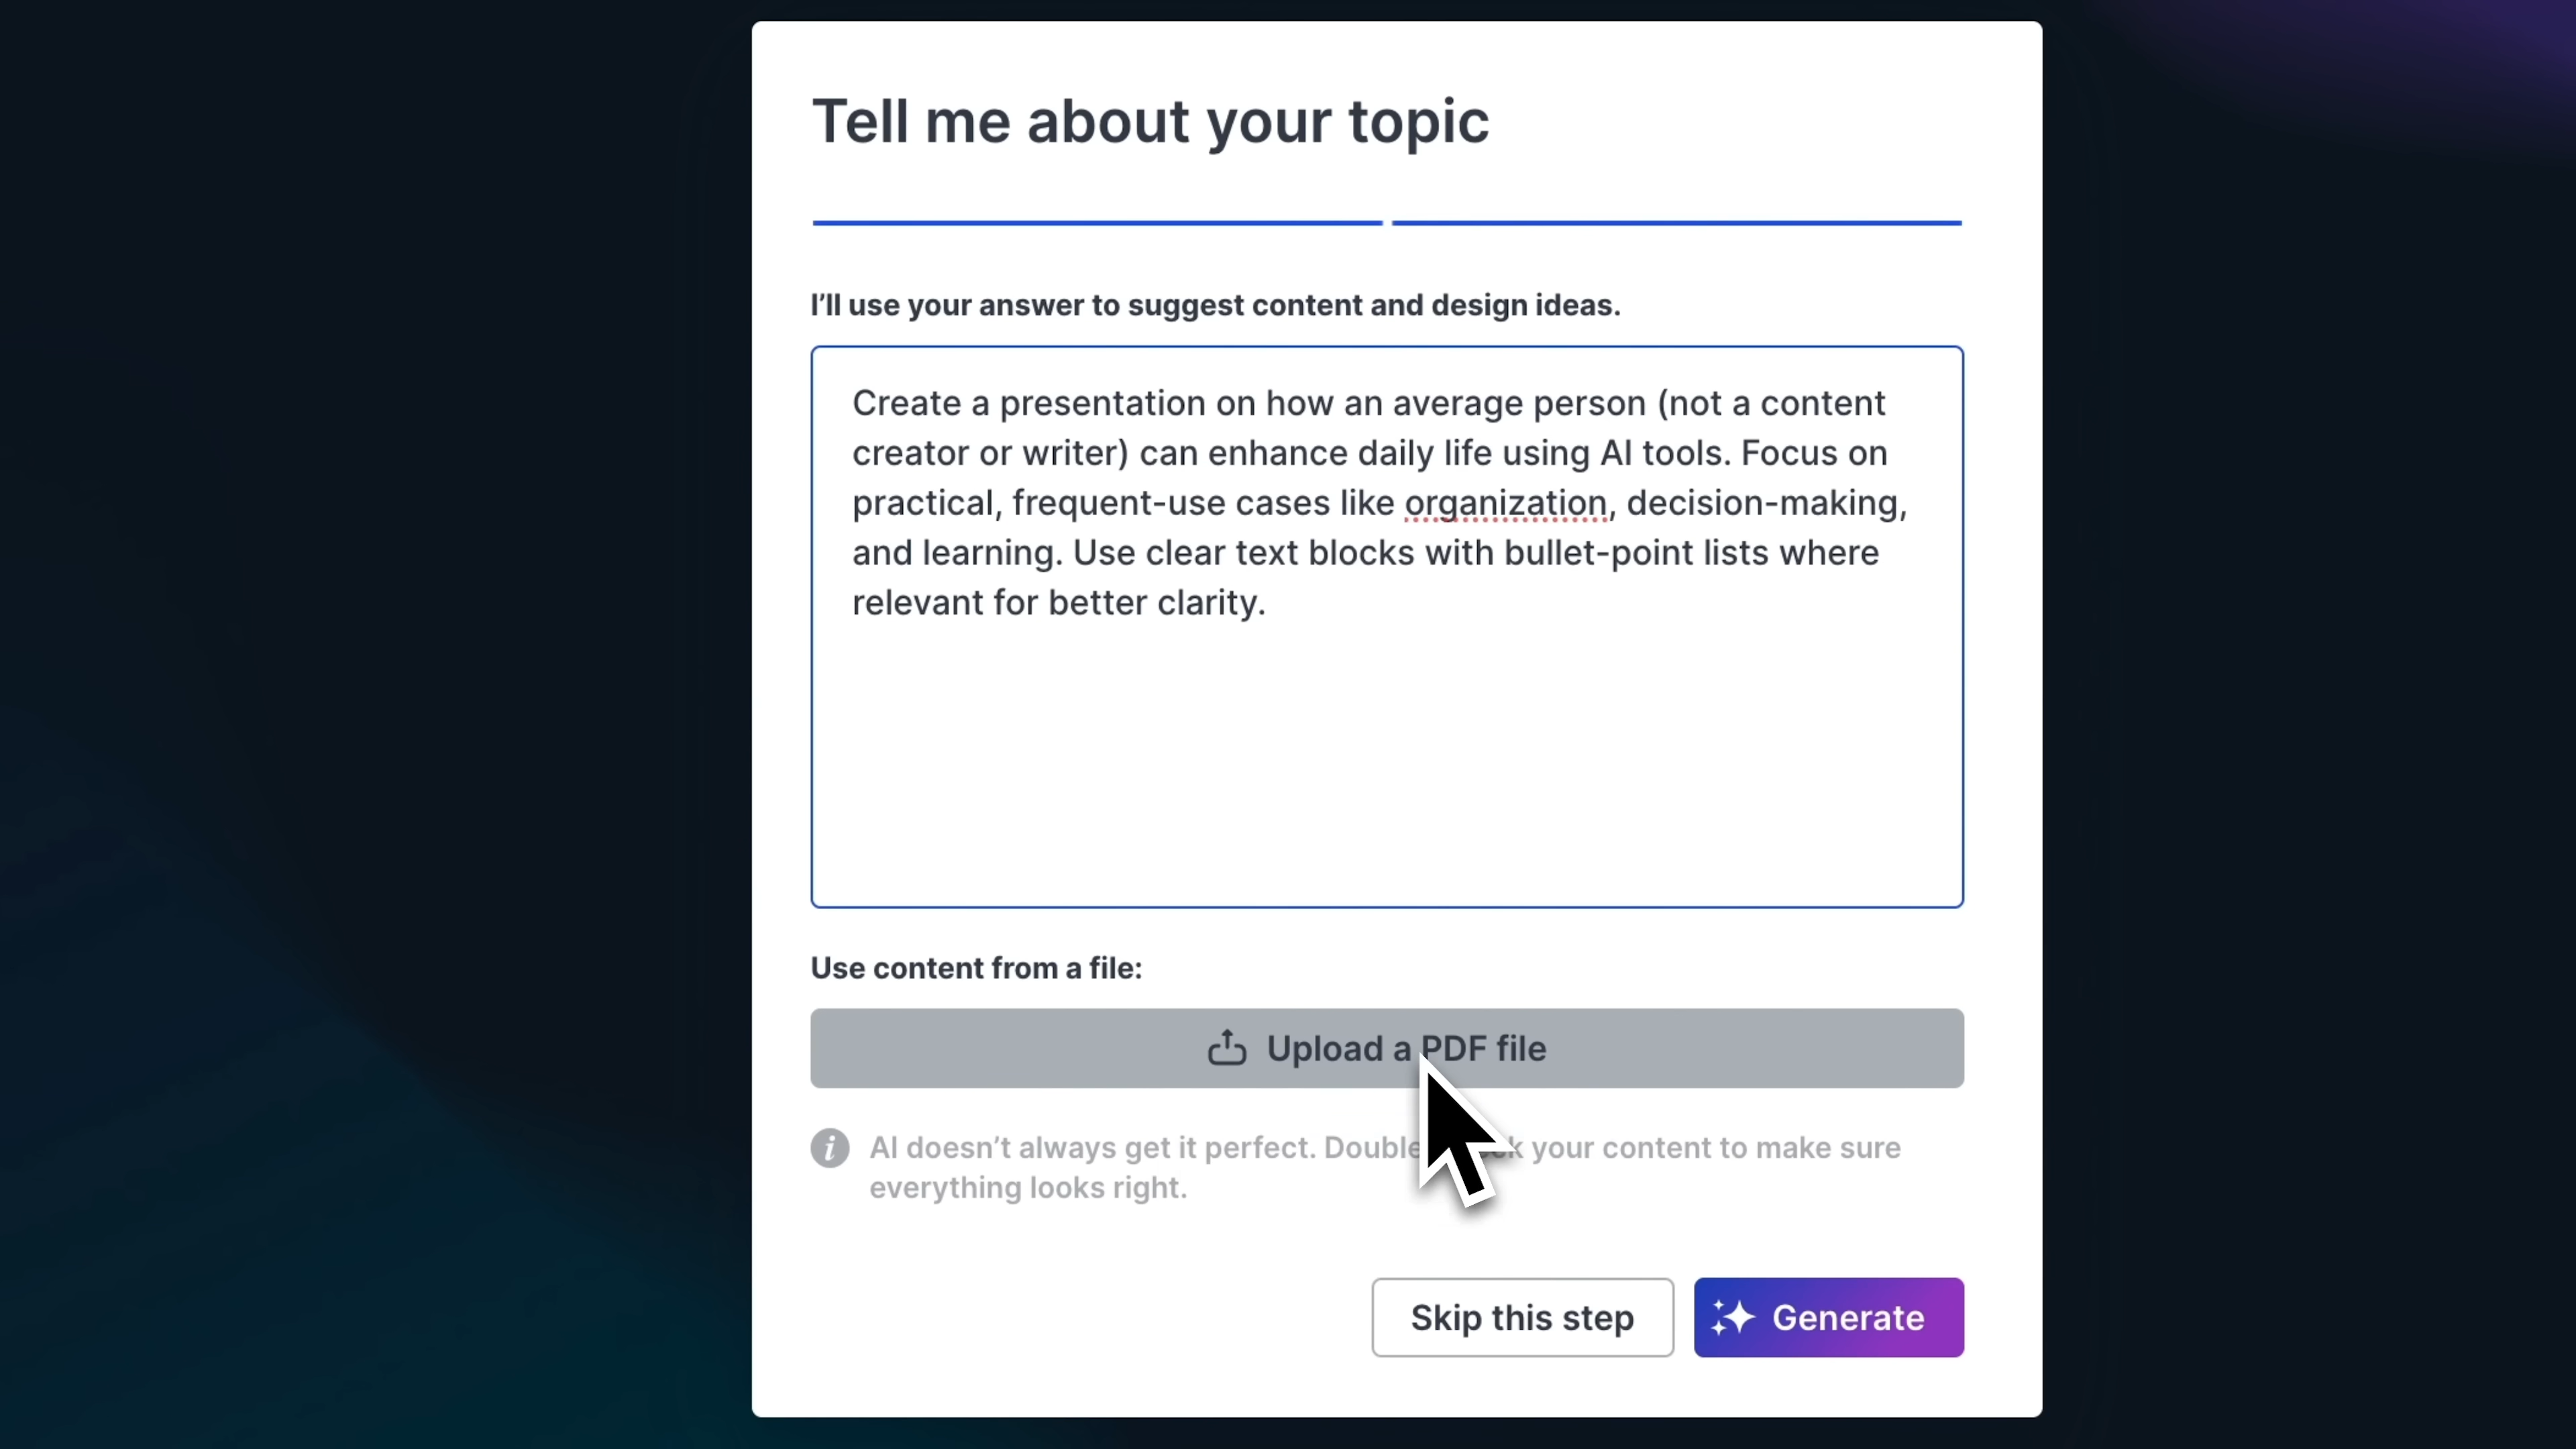 Tell me about your topic
I’ll use your answer to suggest content and design ideas.
Create a presentation on how an average person (not a content
creator or writer) can enhance daily life using AI tools. Focus on
practical, frequent-use cases like organization, decision-making,
and learning. Use clear text blocks with bullet-point lists where
relevant for better clarity.
Use content from a file:
Upload a PDF file
AI doesn’t always get it perfect. Double your content to make sure
everything looks right.
Skip this step
Generate